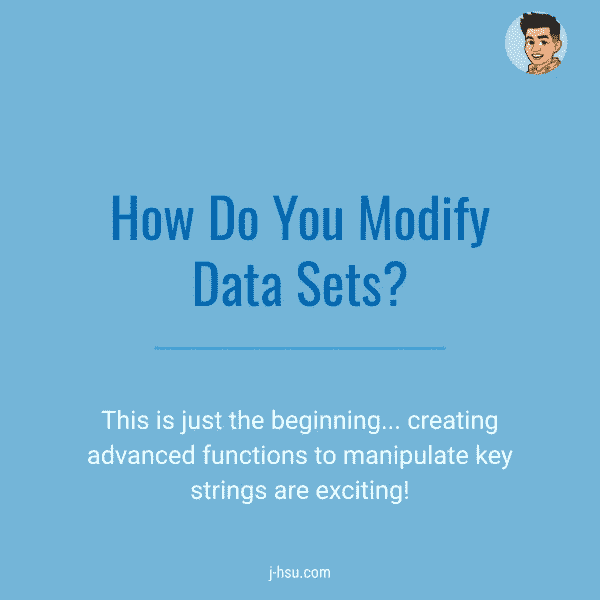 How Do You Modify
Data Sets?
This is just the beginning... creating
advanced functions to manipulate key
strings are exciting!
j-hsu.com